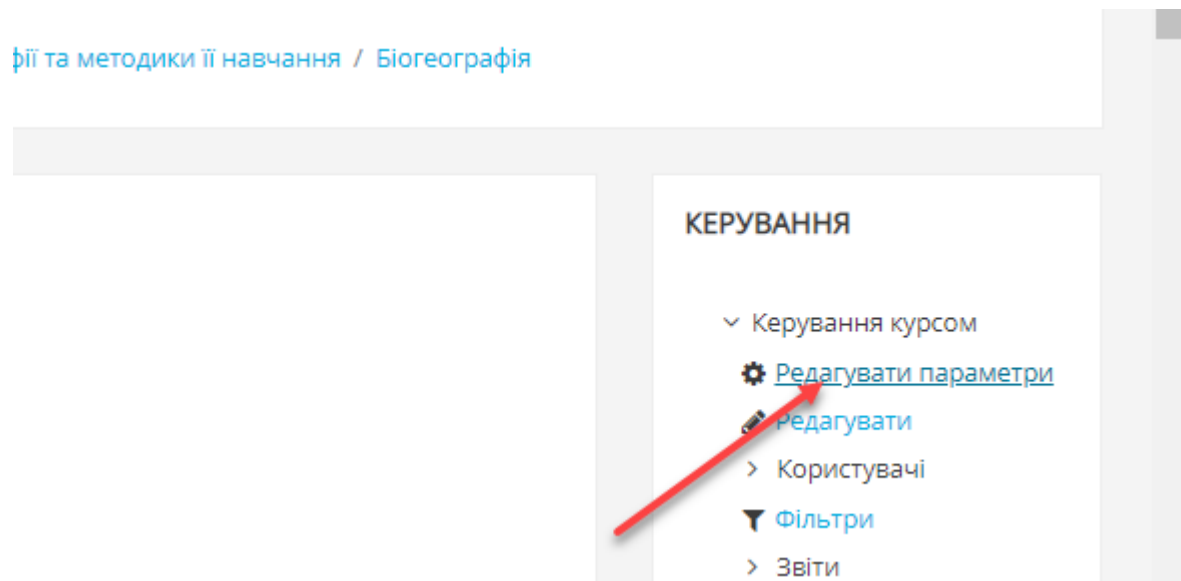 фії та методики її навчання / Біогеографія
КЕРУВАННЯ
Керування курсом
Редагувати параметри
Редагувати
Користувачі
Фільтри
Звіти